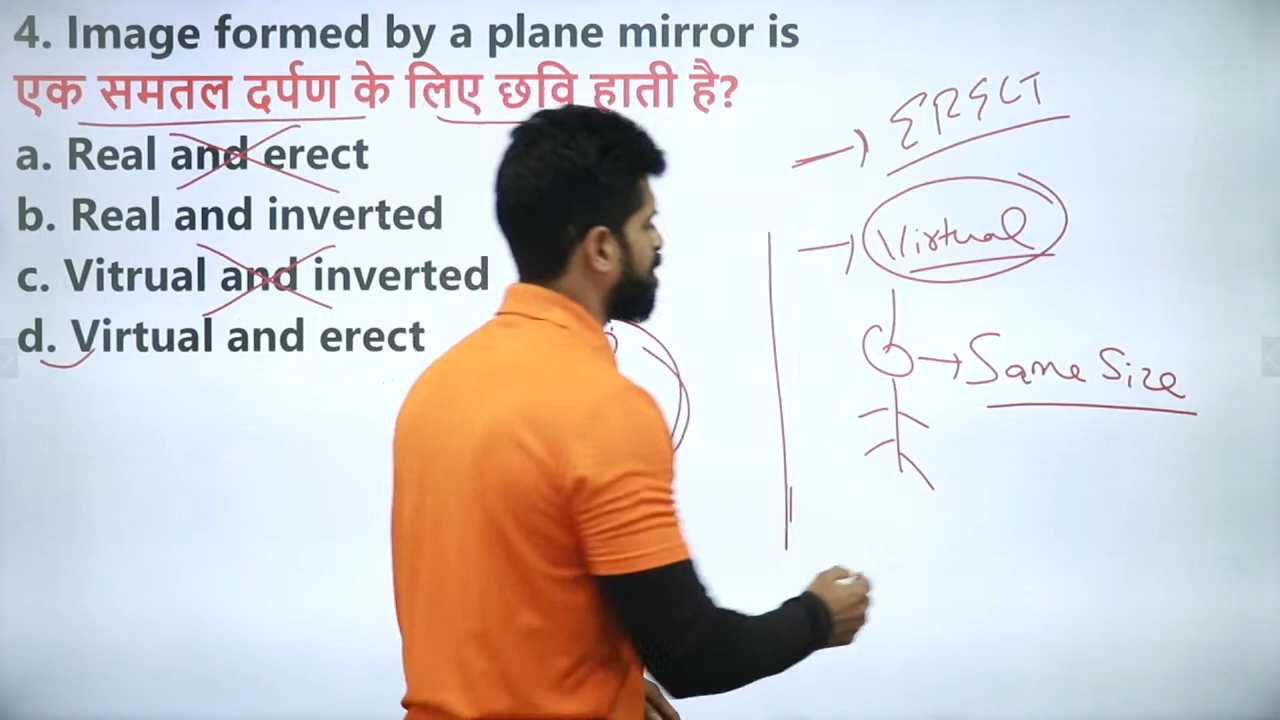 4. Image formed by a plane mirror is
एक समतल दर्पण के लिए छवि हाती है?
a. Real and erect
b. Real and inverted
c. Vitrual and inverted
d. Virtual and erect
→ ERECT
→ Virtual
→ Same Size